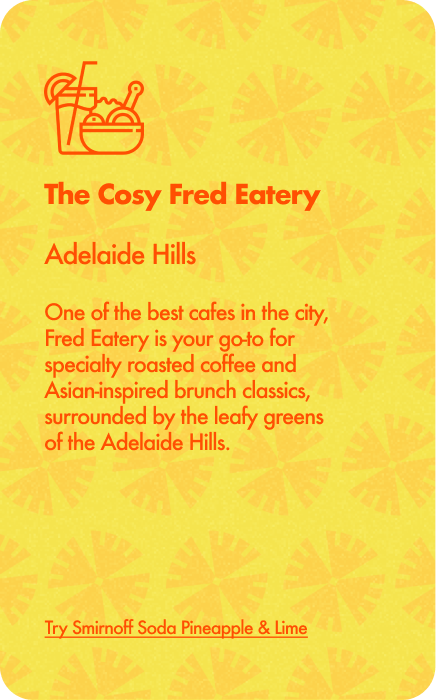 The Cosy Fred Eatery
Adelaide Hills
One of the best cafes in the city,
Fred Eatery is your go-to for
specialty roasted coffee and
Asian-inspired brunch classics,
surrounded by the leafy greens
of the Adelaide Hills.
Try Smirnoff Soda Pineapple & Lime